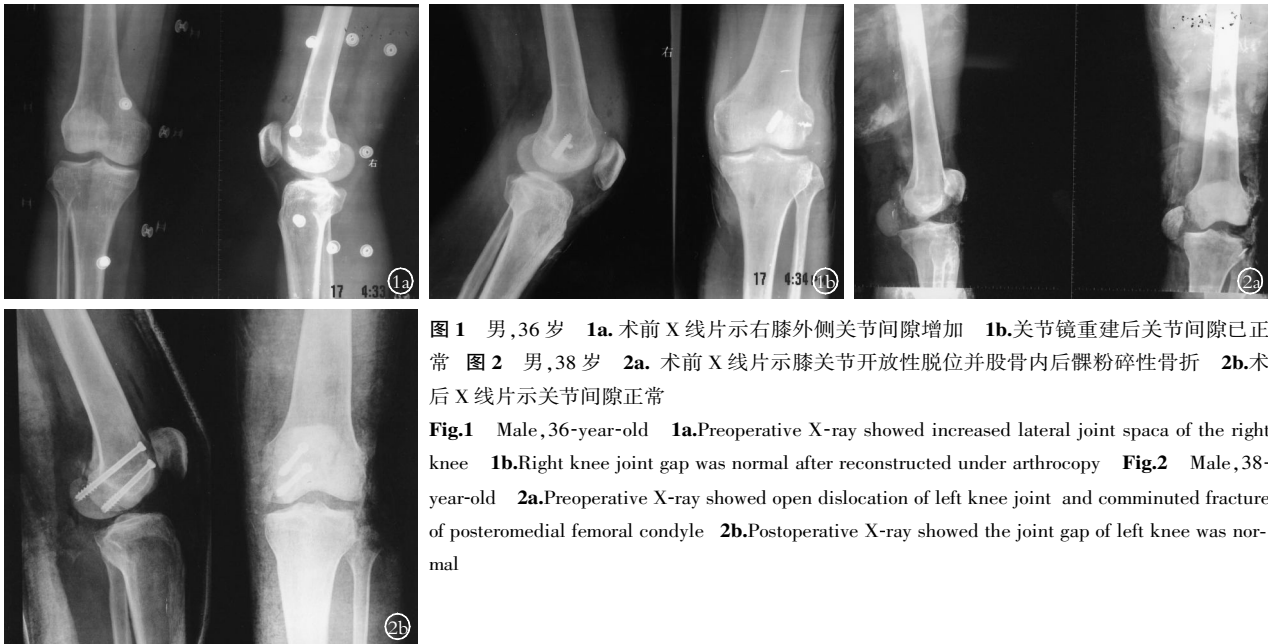 右
17 4:33
1a
右
17 4:34
1b
2a
2b
图 1 男,36 岁 1a. 术前 X 线片示右膝外侧关节间隙增加 1b.关节镜重建后关节间隙已正
常 图 2 男,38 岁 2a. 术前 X 线片示膝关节开放性脱位并股骨内后髁粉碎性骨折 2b.术
后 X 线片示关节间隙正常
Fig.1 Male,36-year-old 1a.Preoperative X-ray showed increased lateral joint spaca of the right
knee 1b.Right knee joint gap was normal after reconstructed under arthrocopy Fig.2 Male,38-
year-old 2a.Preoperative X-ray showed open dislocation of left knee joint and comminuted fracture
of posteromedial femoral condyle 2b.Postoperative X-ray showed the joint gap of left knee was nor-
mal